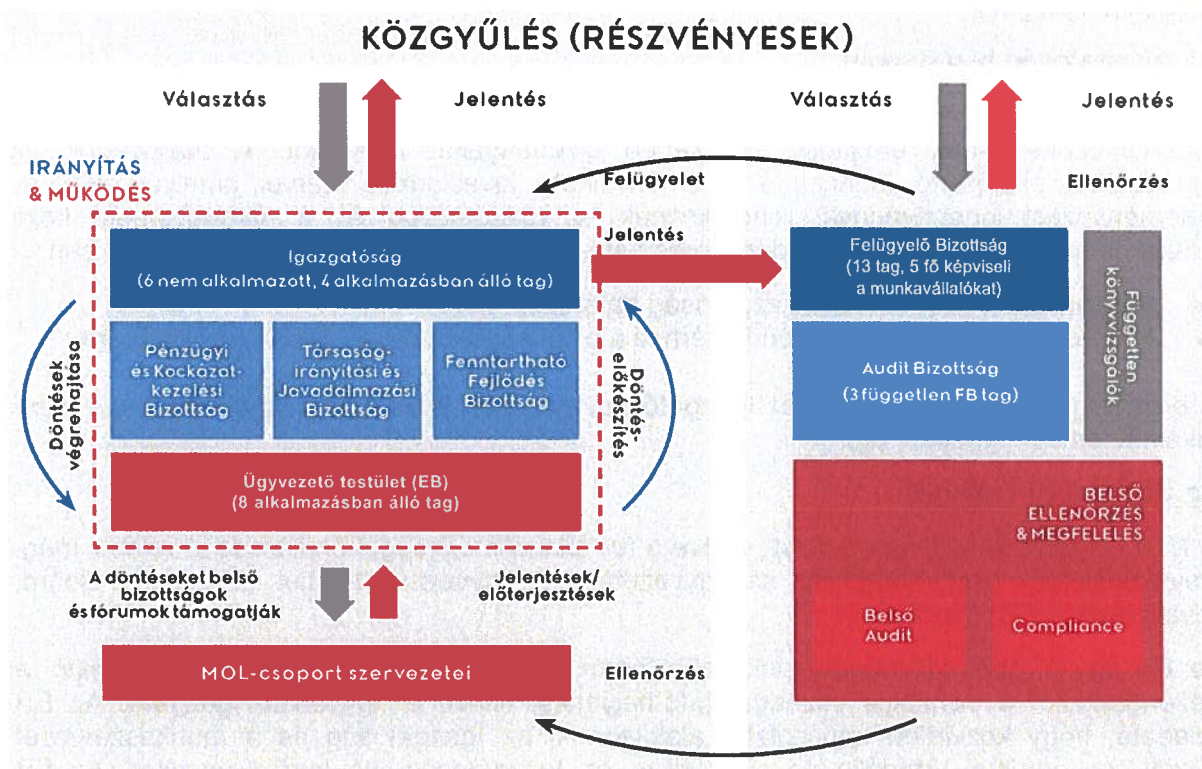 KÖZGYŰLÉS (RÉSZVÉNYESEK)
Választás
Jelentés
Választás
Jelentés
IRÁNYÍTÁS
& MŰKÖDÉS
Felügyelet
Ellenőrzés
Igazgatóság
(6 nem alkalmazott, 4 alkalmazásban álló tag)
Jelentés
Felügyelő Bizottság
(13 tag, 5 fő képviseli
a munkavállalókat)
Független
könyvvizsgálók
Döntések
végrehajtása
Pénzügyi
és Kockázat-
kezelési
Bizottság
Társaság-
irányítási és
Javadalmazási
Bizottság
Fenntartható
Fejlődés
Bizottság
Döntés-
előkészítés
Audit Bizottság
(3 független FB tag)
Ügyvezető testület (EB)
(8 alkalmazásban álló tag)
BELSŐ
ELLENŐRZÉS
& MEGFELELÉS
A döntéseket belső
bizottságok
és fórumok támogatják
Jelentések/
előterjesztések
Belső
Audit
Compliance
MOL-csoport szervezetei
Ellenőrzés